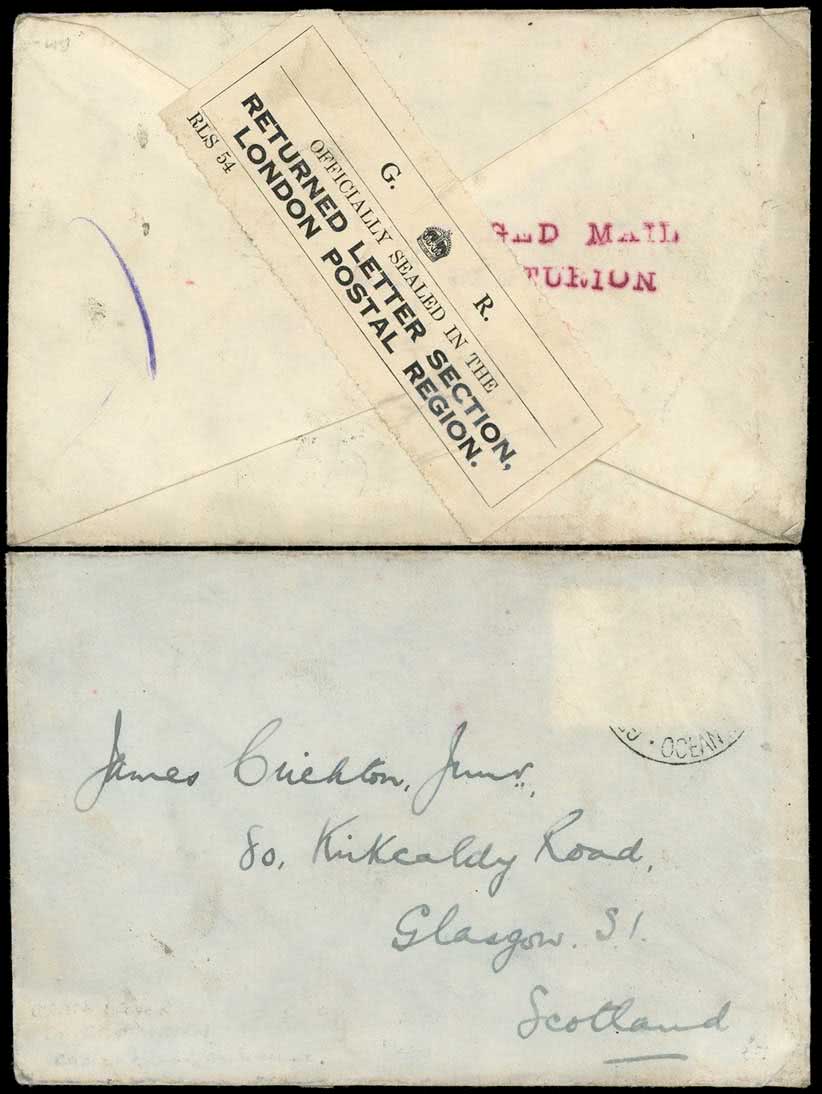 G. R.
OFFICIALLY SEALED IN THE
RETURNED LETTER SECTION,
LONDON POSTAL REGION.
RLS 54
GED MAIL
TURION
OCEAN
James Crichton, Junr.,
80, Kirkcaldy Road,
Glasgow. S1.
Scotland